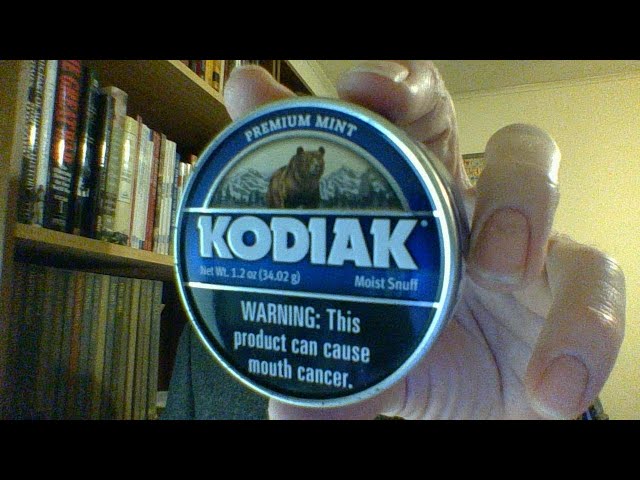 PREMIUM MINT
KODIAK
Net Wt. 1.2 oz (34.02 g)
Moist Snuff
WARNING: This
product can cause
mouth cancer.